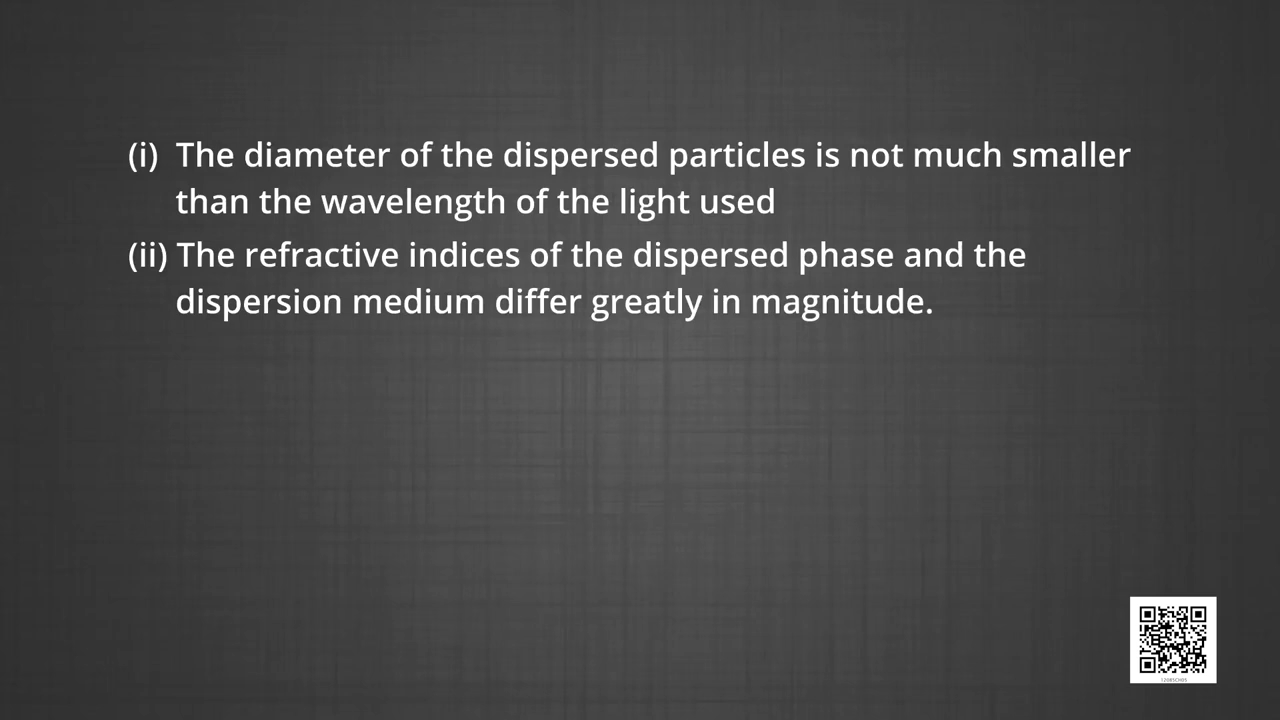 (i) The diameter of the dispersed particles is not much smaller
than the wavelength of the light used
(ii) The refractive indices of the dispersed phase and the
dispersion medium differ greatly in magnitude.